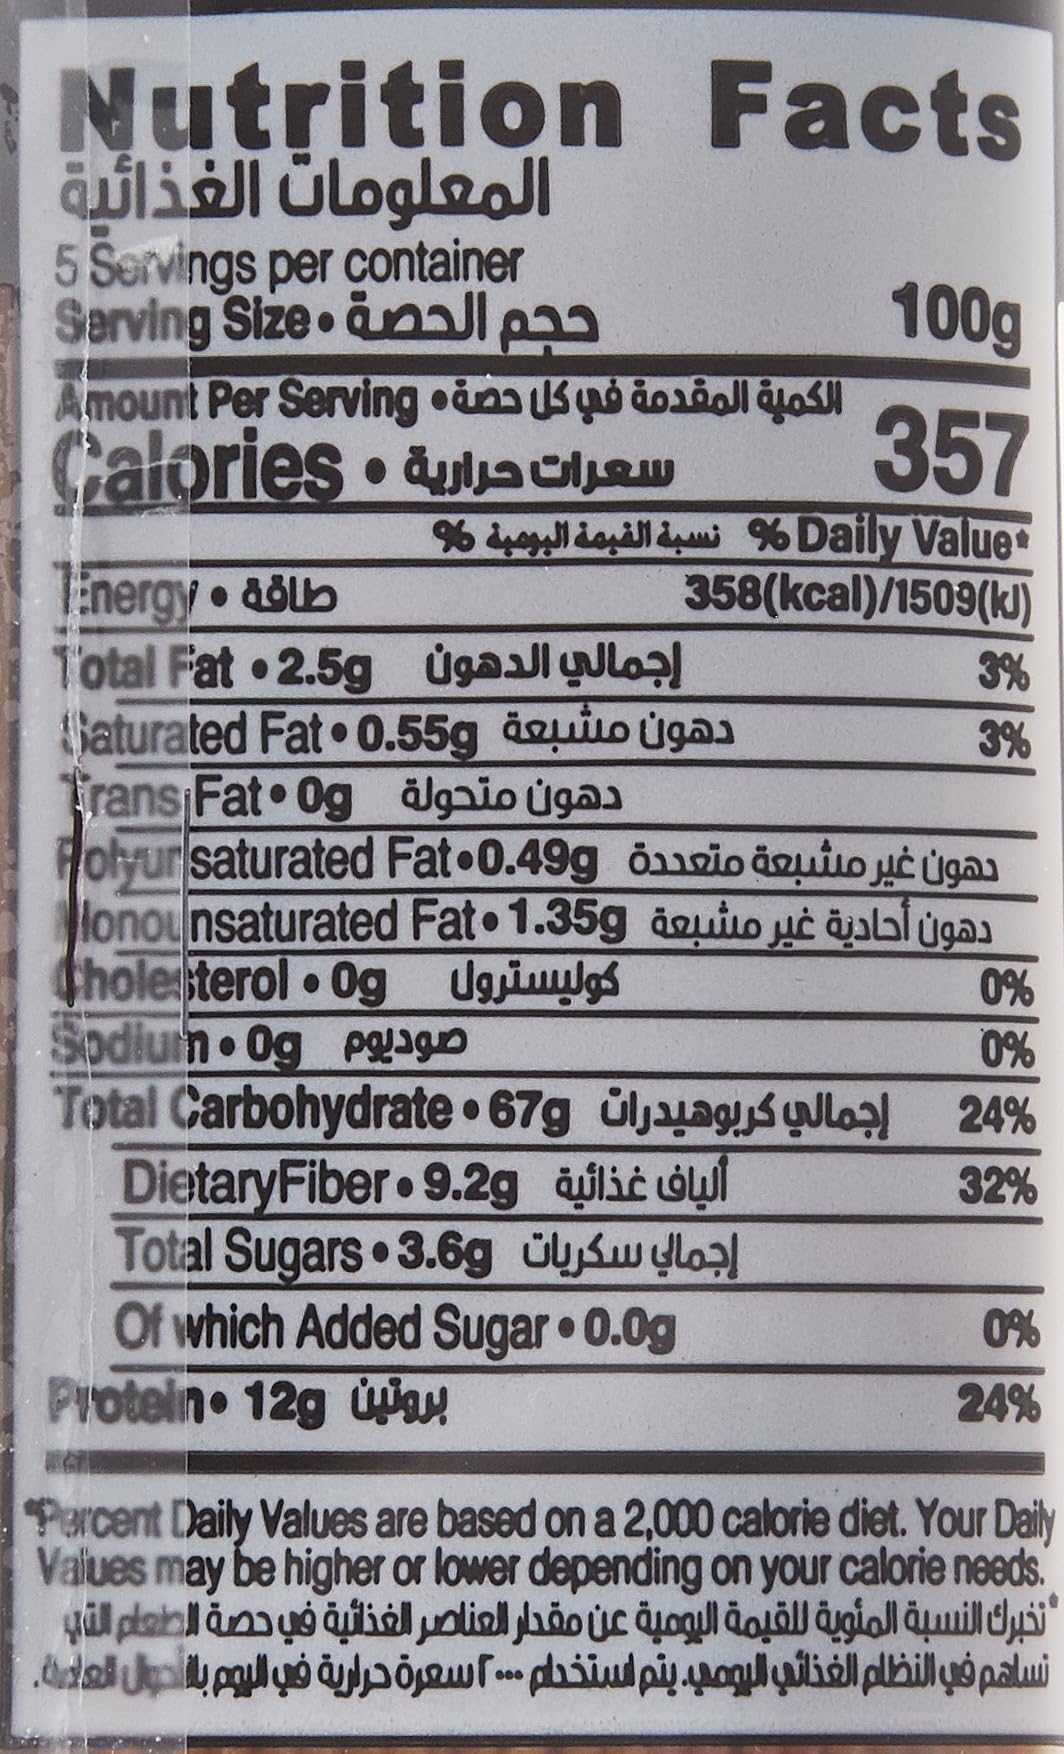 Nutrition Facts
المعلومات الغذائية
5 Servings per container
Serving Size • حجم الحصة 100g
Amount Per Serving • الكمية المقدمة في كل حصة
Calories • سعرات حرارية 357
% نسبة القيمة اليومية % Daily Value*
Energy • طاقة 358(kcal)/1509(kJ)
Total Fat • 2.5g إجمالي الدهون 3%
Saturated Fat • 0.55g دهون مشبعة 3%
Trans Fat • 0g دهون متحولة
Polyunsaturated Fat • 0.49g دهون غير مشبعة متعددة
Monounsaturated Fat • 1.35g دهون أحادية غير مشبعة
Cholesterol • 0g كوليسترول 0%
Sodium • 0g صوديوم 0%
Total Carbohydrate • 67g إجمالي كربوهيدرات 24%
DietaryFiber • 9.2g ألياف غذائية 32%
Total Sugars • 3.6g إجمالي سكريات
Of which Added Sugar • 0.0g 0%
Protein • 12g بروتين 24%
*Percent Daily Values are based on a 2,000 calorie diet. Your Daily
Values may be higher or lower depending on your calorie needs.
*تخبرك النسبة المئوية للقيمة اليومية عن مقدار العناصر الغذائية في حصة الطعام التي
تساهم في النظام الغذائي اليومي. يتم استخدام ٢٠٠٠ سعرة حرارية في اليوم بالأحوال العامة.